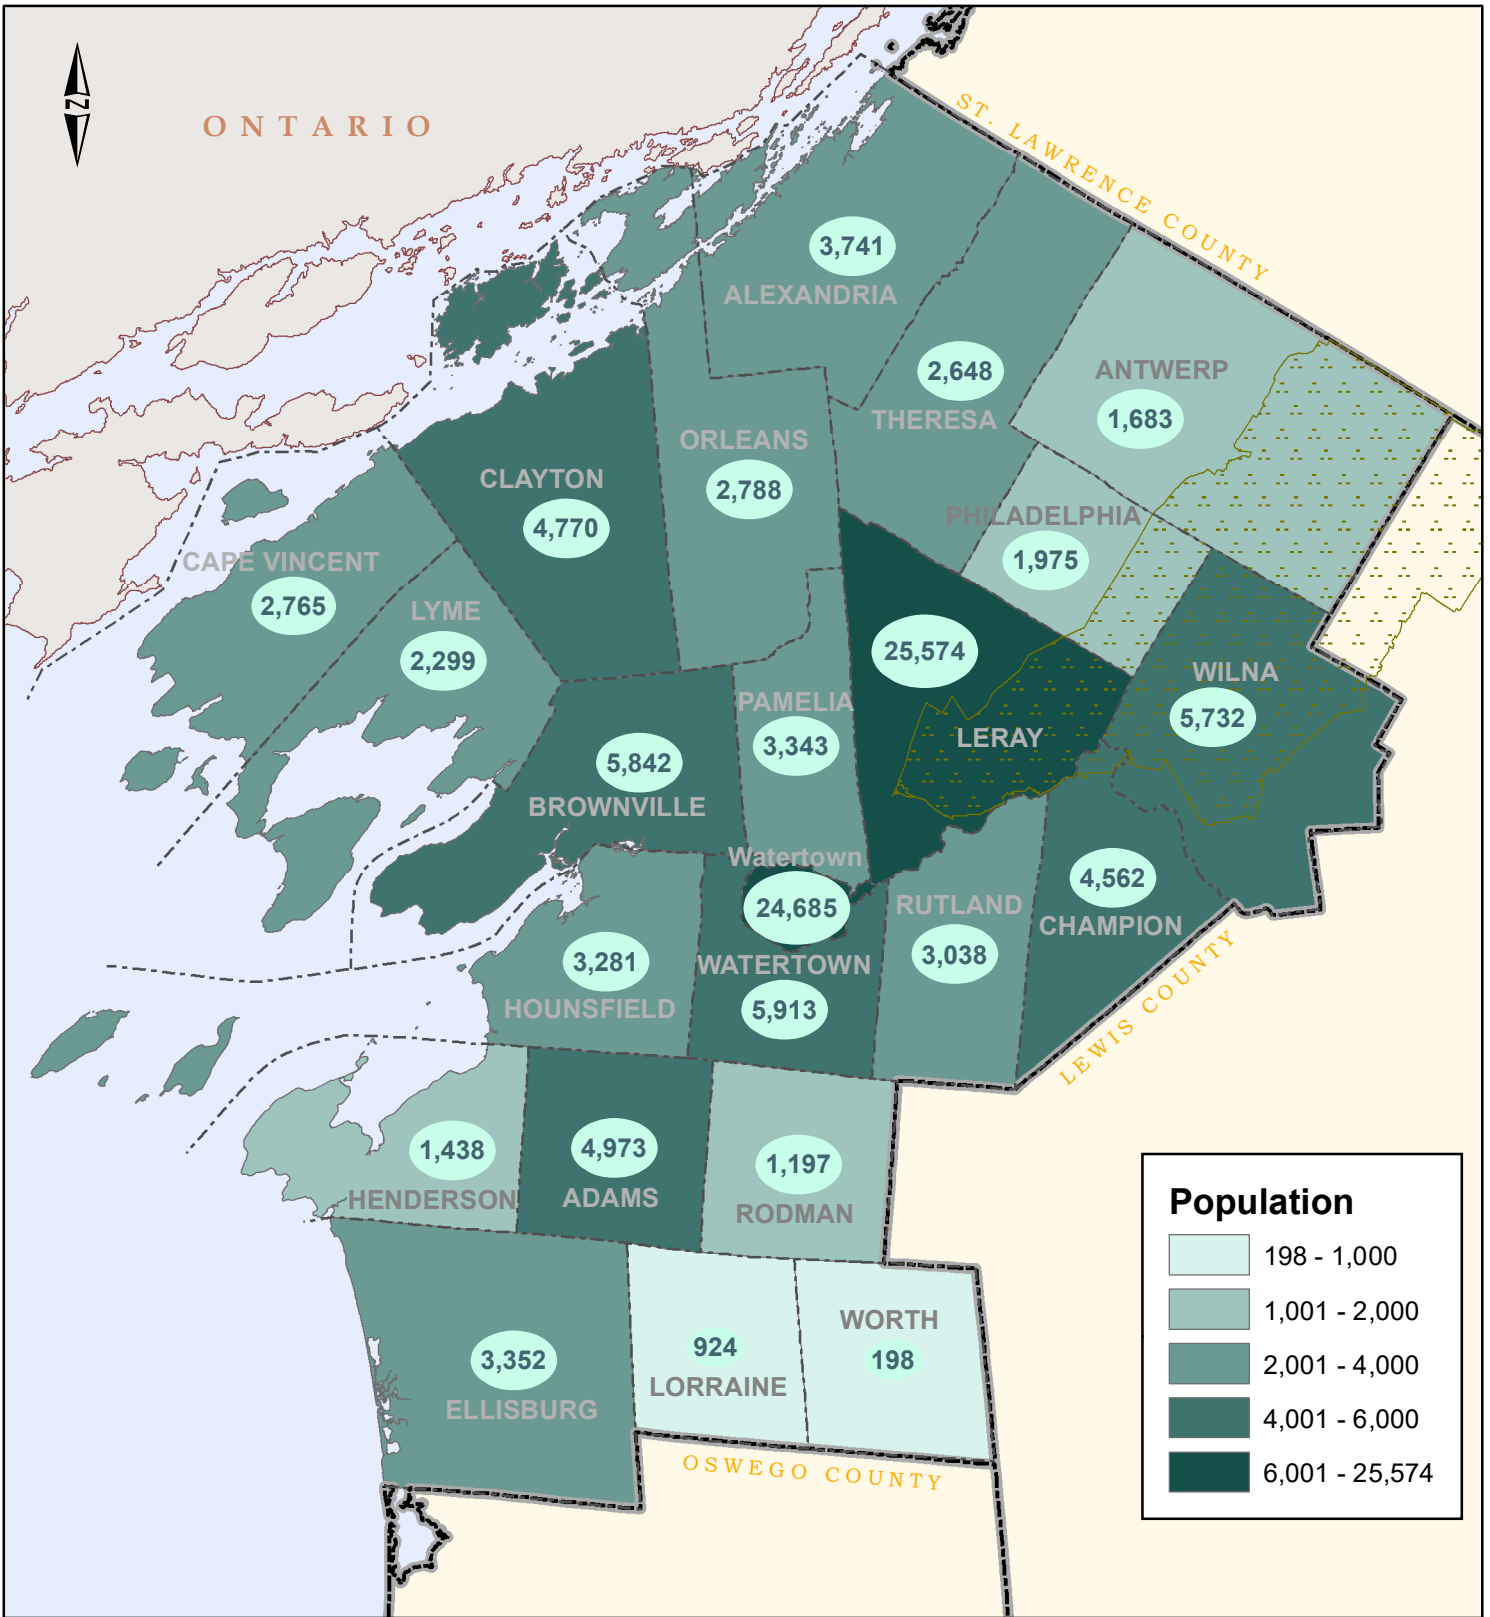 N
ONTARIO
ST. LAWRENCE COUNTY
3,741
ALEXANDRIA
2,648
THERESA
ANTWERP
1,683
ORLEANS
2,788
CLAYTON
4,770
PHILADELPHIA
1,975
CAPE VINCENT
2,765
LYME
2,299
25,574
LERAY
WILNA
5,732
PAMELIA
3,343
5,842
BROWNVILLE
Watertown
24,685
WATERTOWN
5,913
RUTLAND
3,038
4,562
CHAMPION
3,281
HOUNSFIELD
LEWIS COUNTY
1,438
HENDERSON
4,973
ADAMS
1,197
RODMAN
3,352
ELLISBURG
924
LORRAINE
WORTH
198
OSWEGO COUNTY
Population
198 - 1,000
1,001 - 2,000
2,001 - 4,000
4,001 - 6,000
6,001 - 25,574